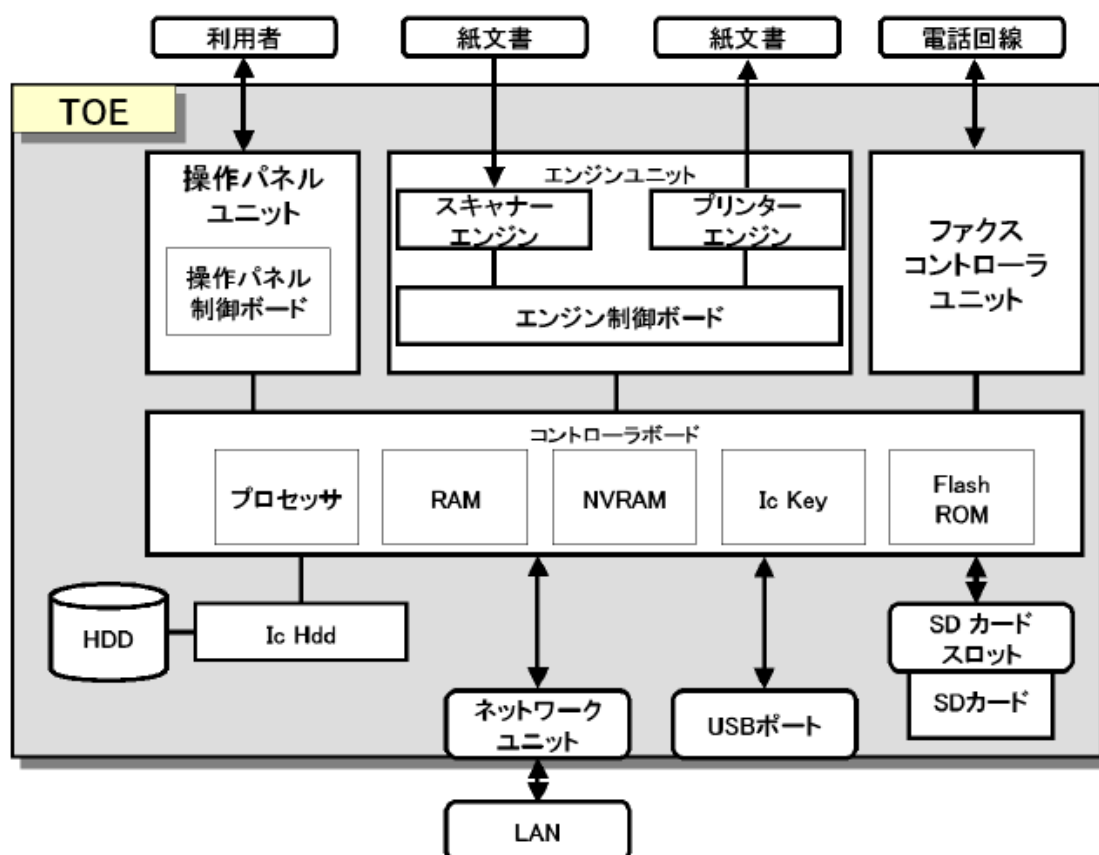 利用者
紙文書
紙文書
電話回線
TOE
操作パネル
ユニット
操作パネル
制御ボード
エンジンユニット
スキャナー
エンジン
プリンター
エンジン
エンジン制御ボード
ファクス
コントローラ
ユニット
コントローラボード
プロセッサ
RAM
NVRAM
Ic Key
Flash
ROM
HDD
Ic Hdd
ネットワーク
ユニット
USBポート
SD カード
スロット
SDカード
LAN